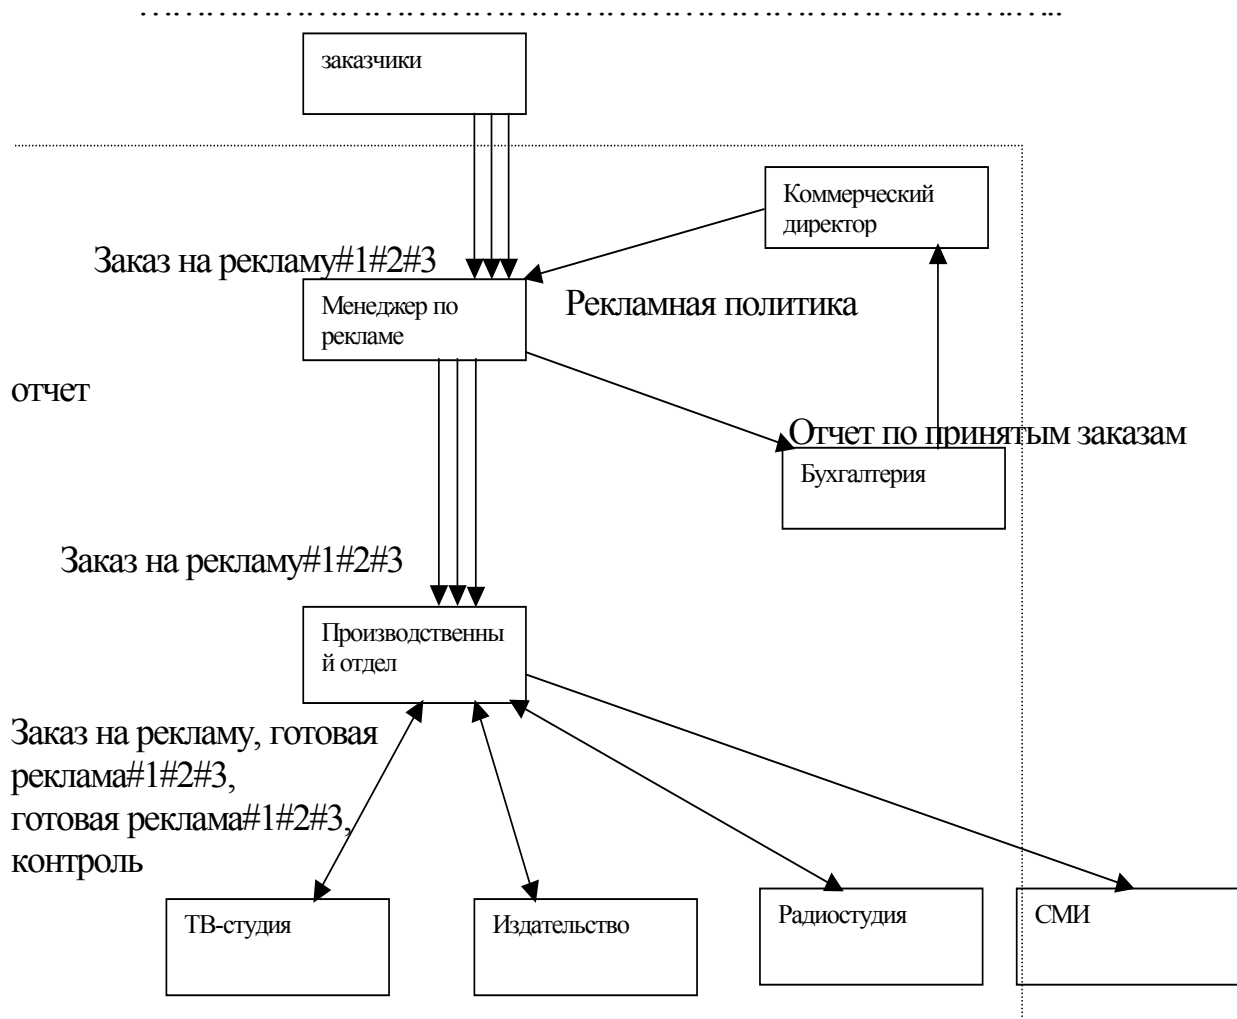 заказчики
Коммерческий
директор
Заказ на рекламу#1#2#3
Менеджер по
рекламе
Рекламная политика
отчет
Отчет по принятым заказам
Бухгалтерия
Заказ на рекламу#1#2#3
Производственны
й отдел
Заказ на рекламу, готовая
реклама#1#2#3,
готовая реклама#1#2#3,
контроль
ТВ-студия
Издательство
Радиостудия
СМИ